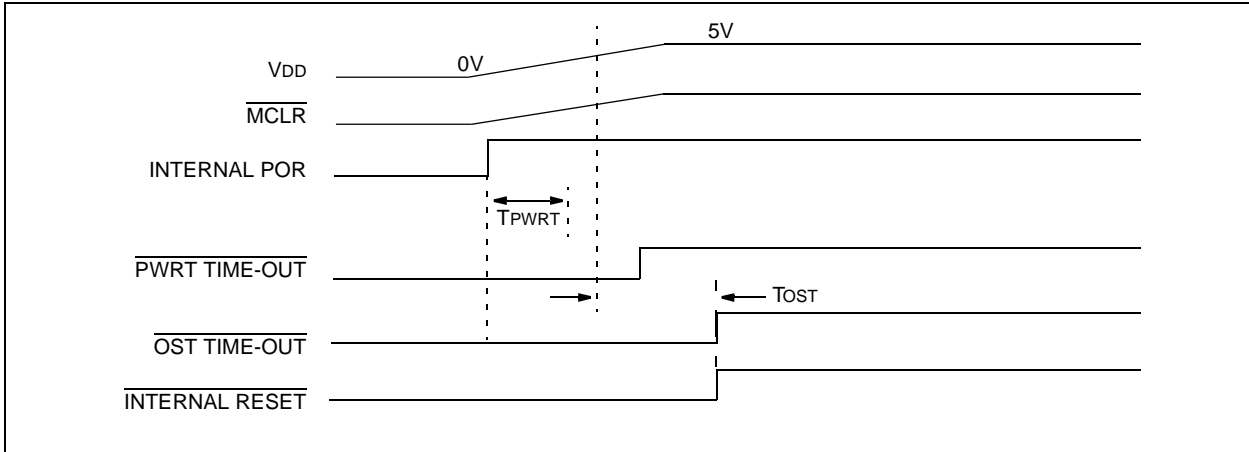 5V
0V
VDD
MCLR
INTERNAL POR
TPWRT
PWRT TIME-OUT
TOST
OST TIME-OUT
INTERNAL RESET